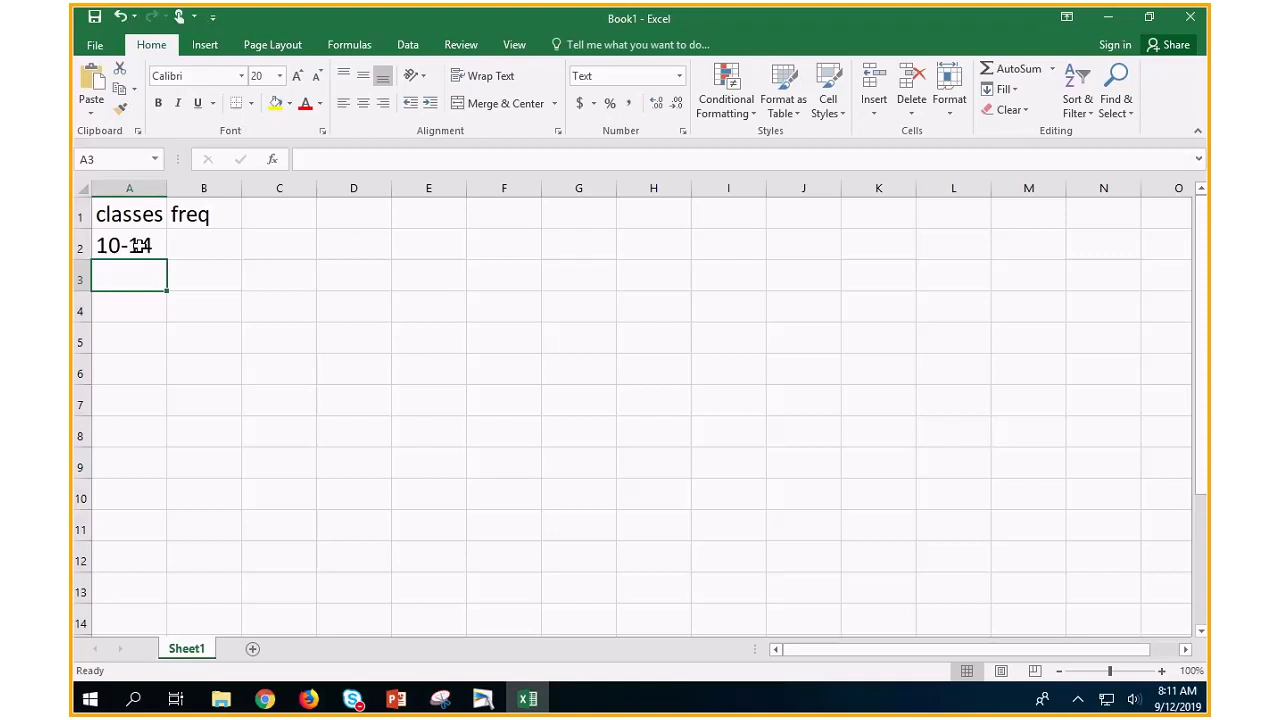 Book1 - Excel
File Home Insert Page Layout Formulas Data Review View Tell me what you want to do... Sign in Share
Paste Calibri 20 A A Wrap Text Text AutoSum
B I U A Merge & Center $ % , Fill
Conditional Formatting Format as Table Cell Styles Insert Delete Format Clear Sort & Filter Find & Select
Clipboard Font Alignment Number Styles Cells Editing
A3 fx
A B C D E F G H I J K L M N O
1 classes freq
2 10-14
3
4
5
6
7
8
9
10
11
12
13
14
Sheet1
Ready 100%
8:11 AM
9/12/2019